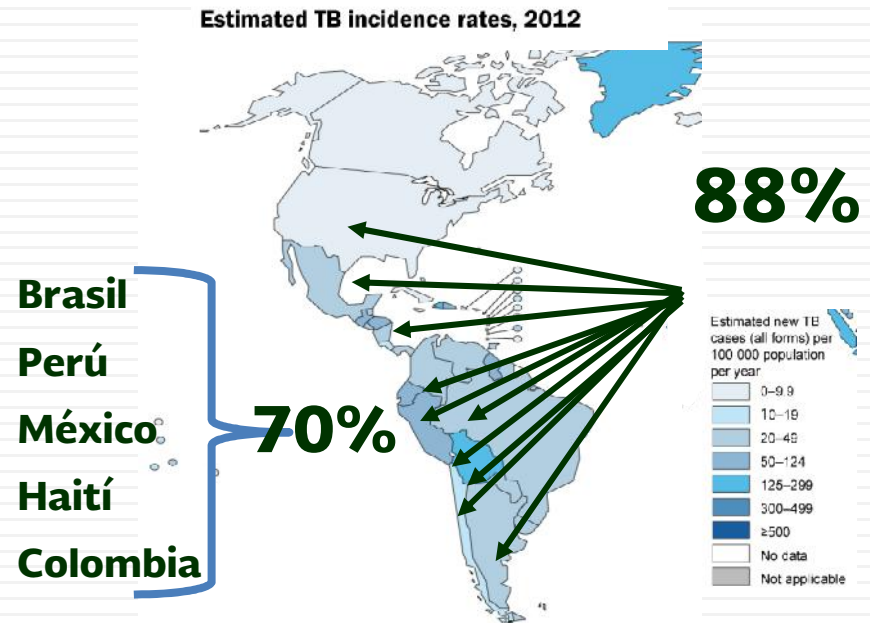 Estimated TB incidence rates, 2012
88%
Brasil
Perú
México
Haití
Colombia
70%
Estimated new TB
cases (all forms) per
100 000 population
per year
0–9.9
10–19
20–49
50–124
125–299
300–499
≥500
No data
Not applicable